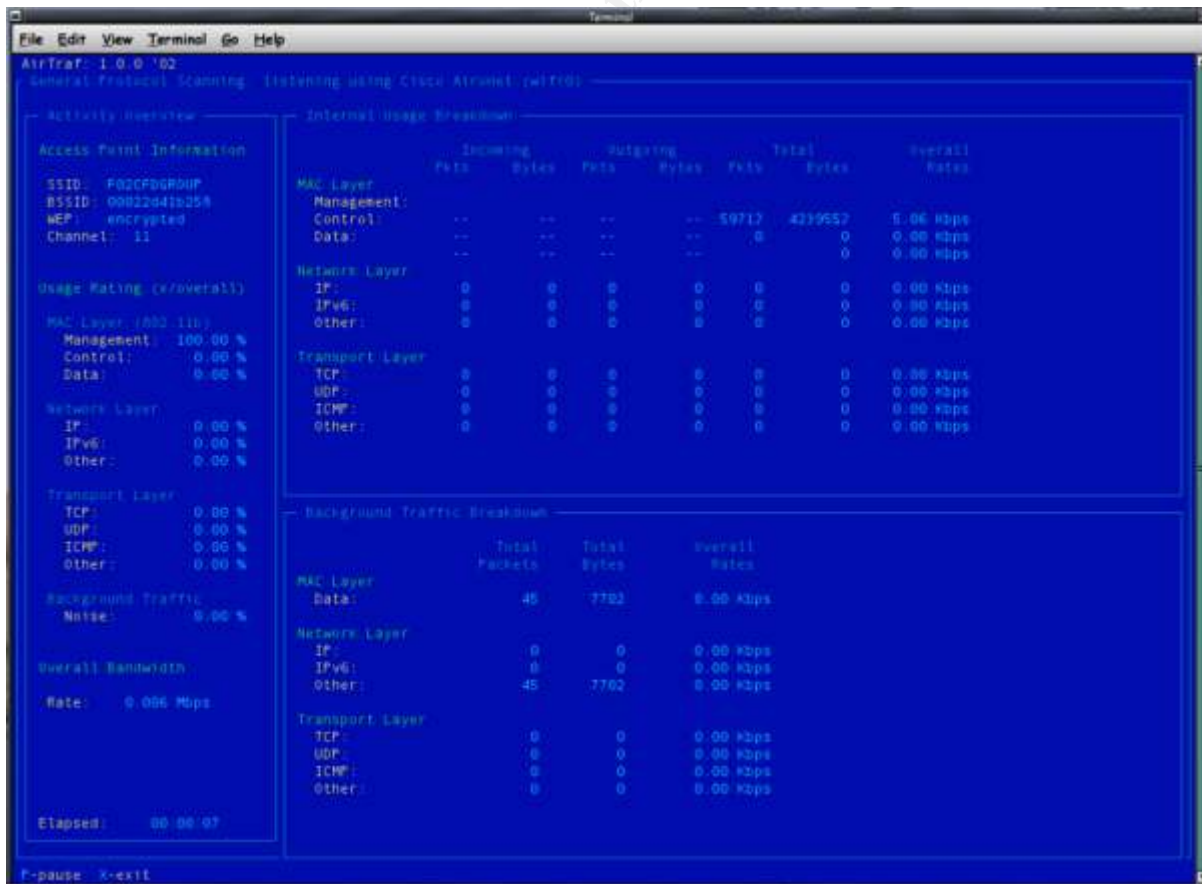 Terminal
File Edit View Terminal Go Help
AirTraf: 1.0.0 '02
General Protocol Scanning: listening using Cisco Aironet (wifi0)
Activity Overview
Access Point Information
SSID:
BSSID:
WEP: encrypted
Channel: 11
Usage Rating (x/overall)
MAC Layer (802.11b)
Management: 100.00 %
Control: 0.00 %
Data: 0.00 %
Network Layer
IP: 0.00 %
IPv6: 0.00 %
Other: 0.00 %
Transport Layer
TCP: 0.00 %
UDP: 0.00 %
ICMP: 0.00 %
Other: 0.00 %
Background Traffic
Noise: 0.00 %
Overall Bandwidth
Rate: Mbps
Elapsed: 00:00:07
Internal Usage Breakdown
Incoming Outgoing Total Overall
Pkts Bytes Pkts Bytes Pkts Bytes Rates
MAC Layer
Management:
Control: -- -- -- -- 59712 Kbps
Data: -- -- -- -- 0 0 0.00 Kbps
-- -- -- -- 0 0.00 Kbps
Network Layer
IP: 0 0 0 0 0 0 0.00 Kbps
IPv6: 0 0 0 0 0 0 0.00 Kbps
Other: 0 0 0 0 0 0 0.00 Kbps
Transport Layer
TCP: 0 0 0 0 0 0 0.00 Kbps
UDP: 0 0 0 0 0 0 0.00 Kbps
ICMP: 0 0 0 0 0 0 0.00 Kbps
Other: 0 0 0 0 0 0 0.00 Kbps
Background Traffic Breakdown
Total Total Overall
Packets Bytes Rates
MAC Layer
Data: 45 7702 0.00 Kbps
Network Layer
IP: 0 0 0.00 Kbps
IPv6: 0 0 0.00 Kbps
Other: 45 7702 0.00 Kbps
Transport Layer
TCP: 0 0 0.00 Kbps
UDP: 0 0 0.00 Kbps
ICMP: 0 0 0.00 Kbps
Other: 0 0 0.00 Kbps
P-pause X-exit